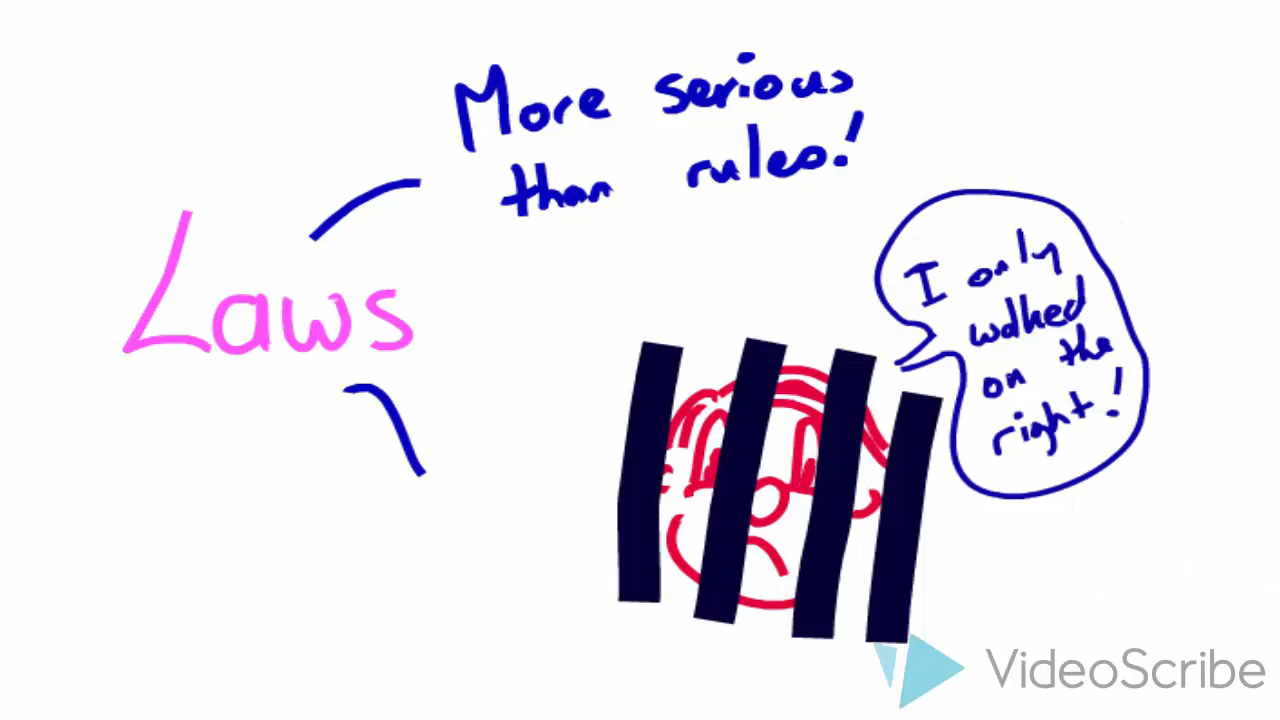 More serious
than rules!
Laws
I only
walked
on the
right!
VideoScribe